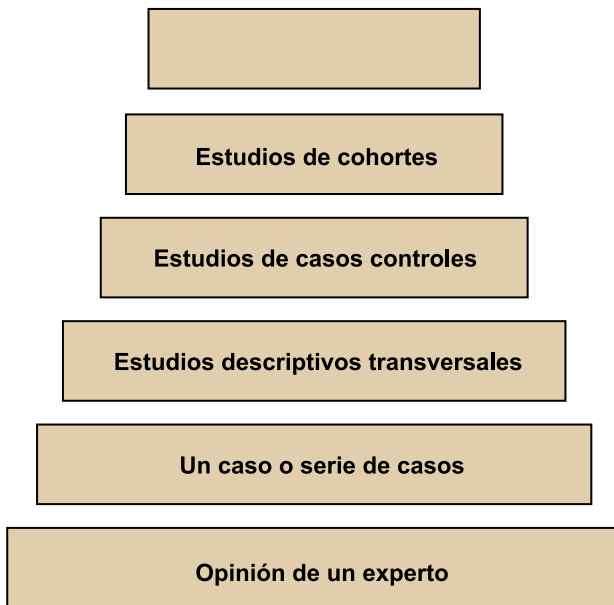 Estudios de cohortes
Estudios de casos controles
Estudios descriptivos transversales
Un caso o serie de casos
Opinión de un experto